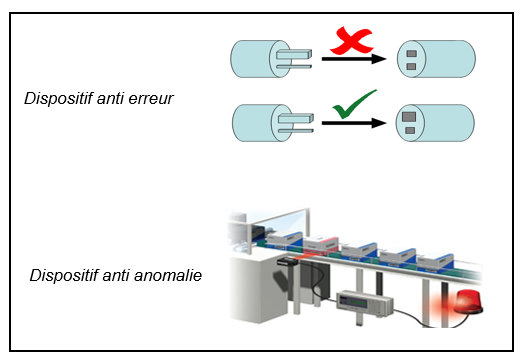 Dispositif anti erreur
Dispositif anti anomalie